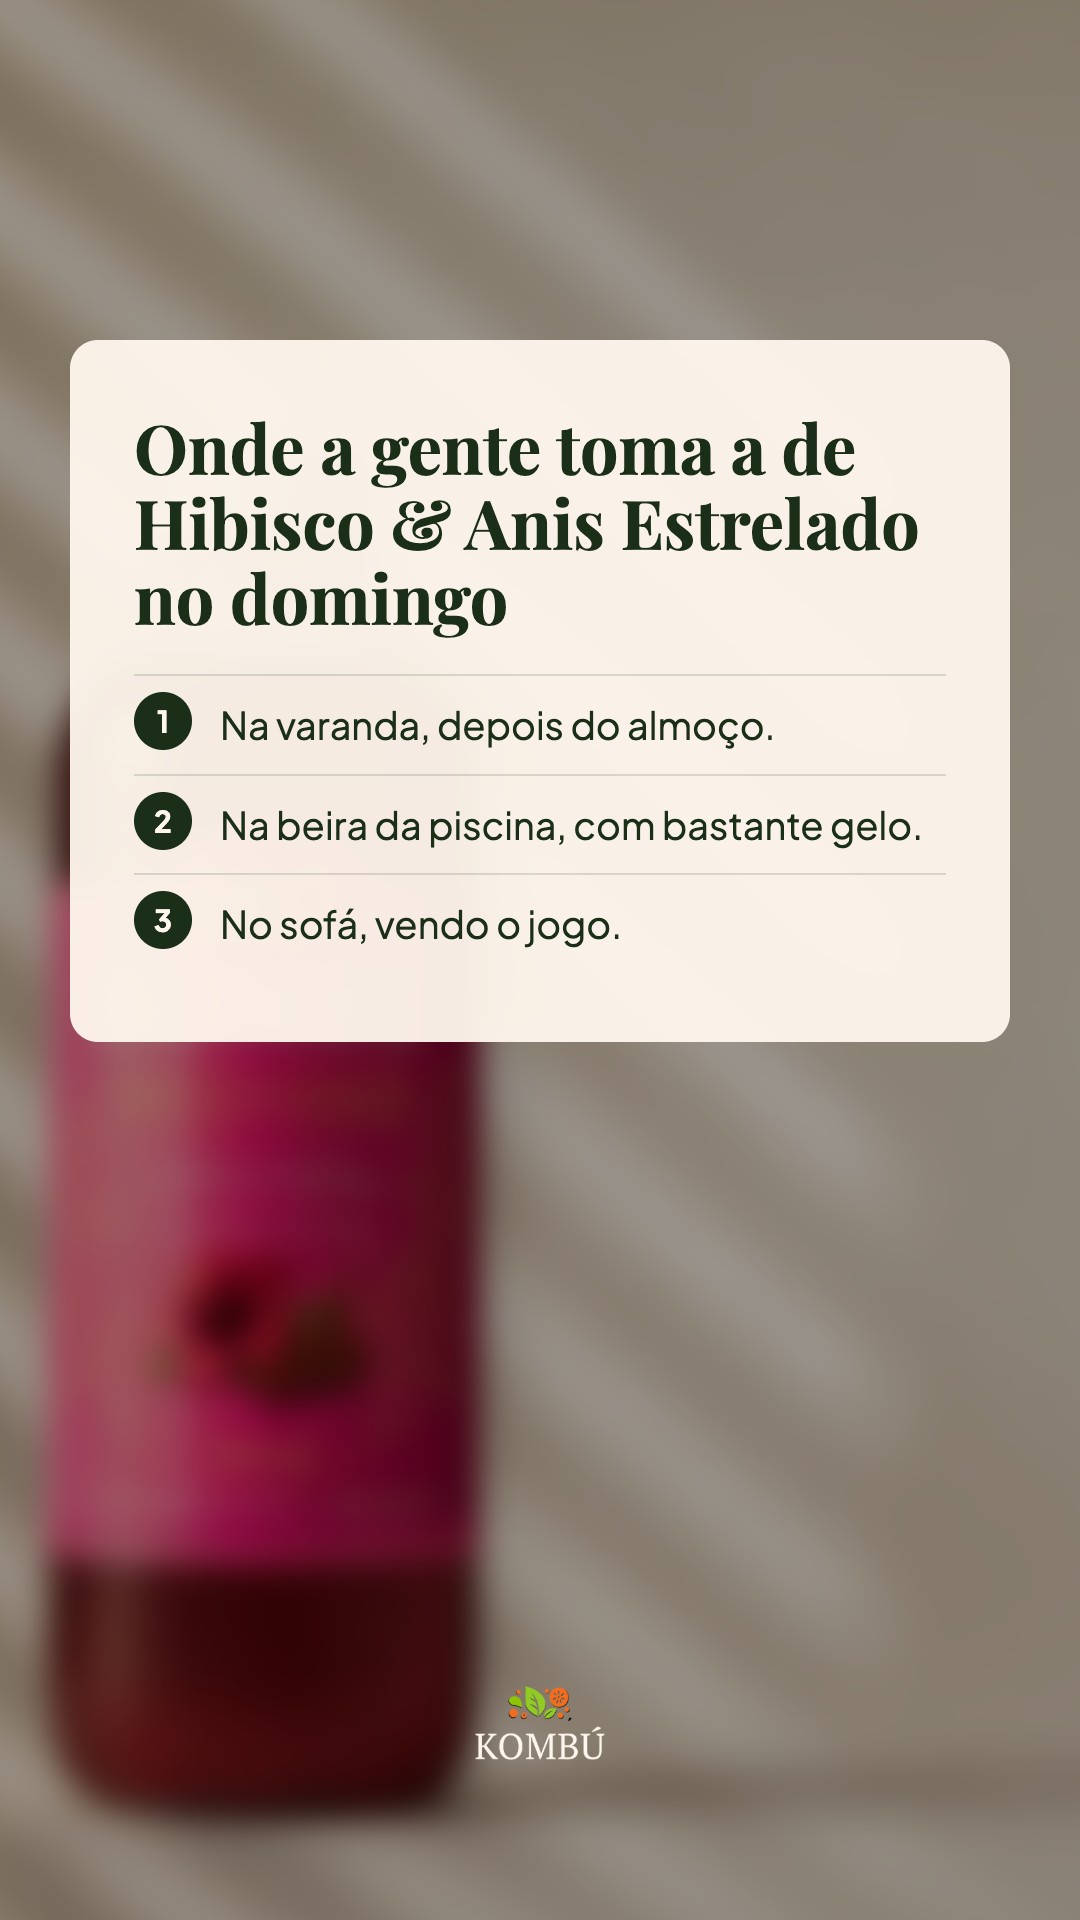 Onde a gente toma a de
Hibisco & Anis Estrelado
no domingo
1 Na varanda, depois do almoço.
2 Na beira da piscina, com bastante gelo.
3 No sofá, vendo o jogo.
KOMBÚ